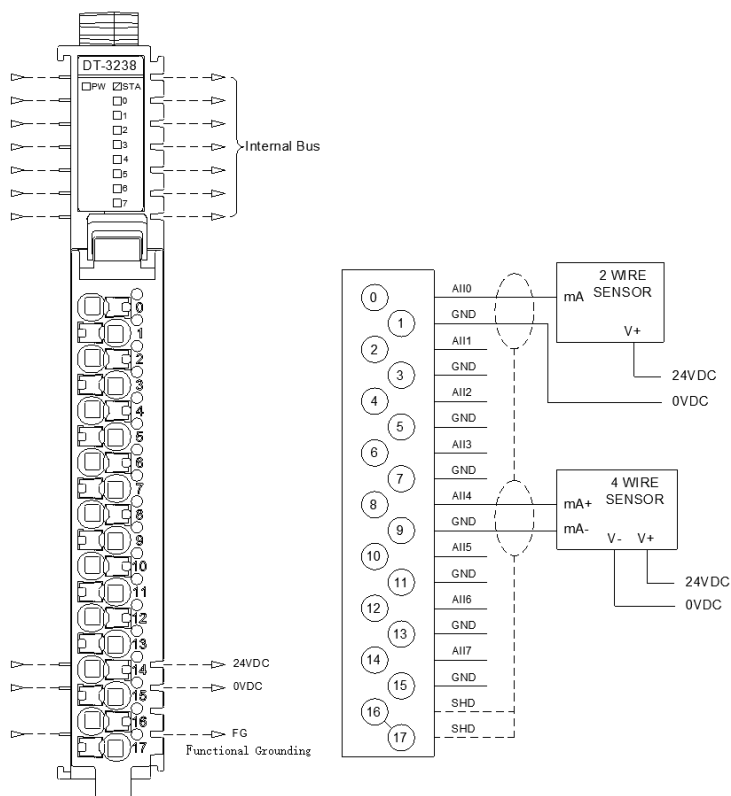 DT-3238
PW STA
0
1
2
3
4
5
6
7
Internal Bus
0
1
2
3
4
5
6
7
8
9
10
11
12
13
14
15
16
17
24VDC
0VDC
FG
Functional Grounding
0
1
2
3
4
5
6
7
8
9
10
11
12
13
14
15
16
17
AII0
GND
AII1
GND
AII2
GND
AII3
GND
AII4
GND
AII5
GND
AII6
GND
AII7
GND
SHD
SHD
2 WIRE
SENSOR
mA
V+
24VDC
0VDC
4 WIRE
SENSOR
mA+
mA-
V- V+
24VDC
0VDC